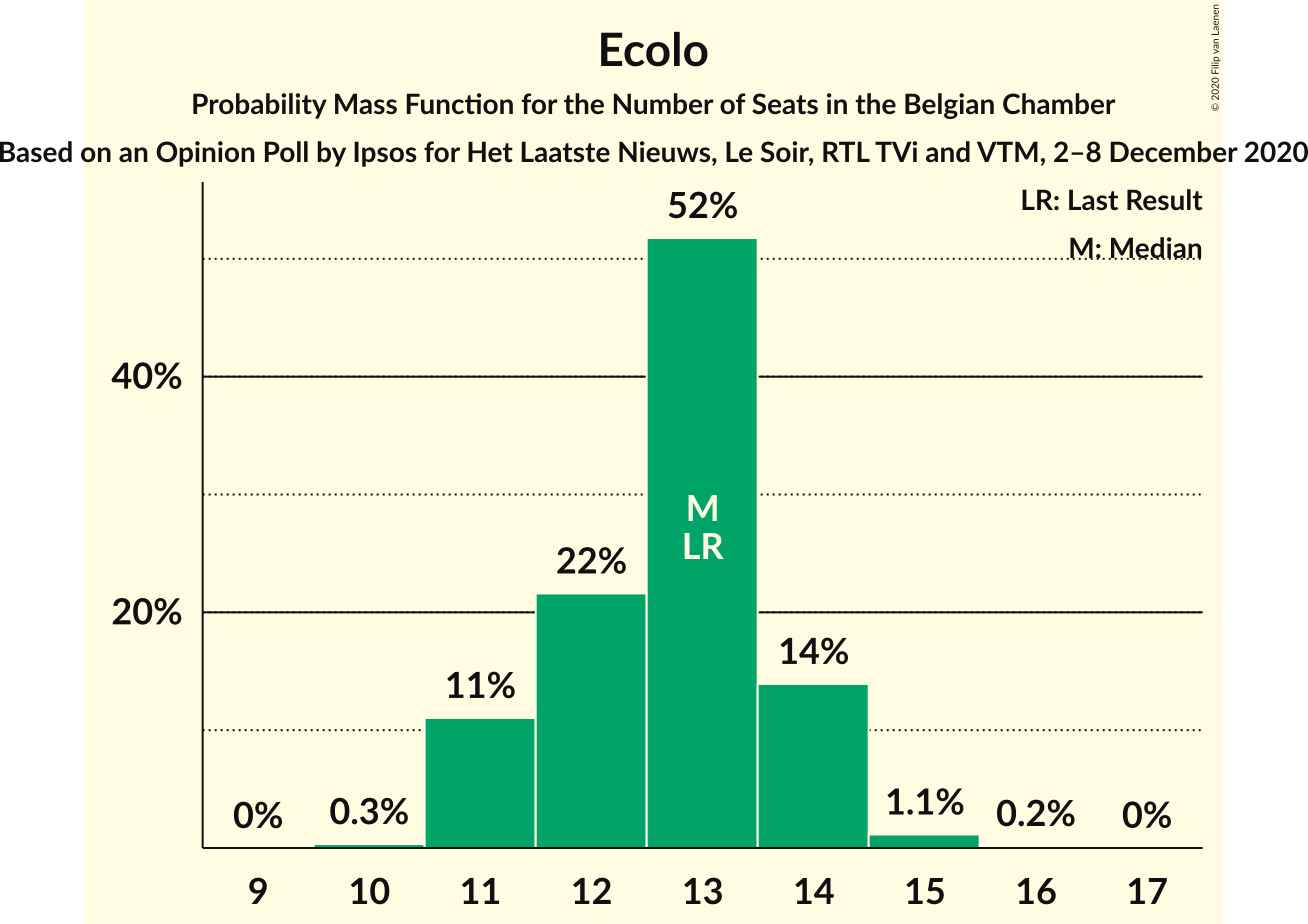 Ecolo
Probability Mass Function for the Number of Seats in the Belgian Chamber
Based on an Opinion Poll by Ipsos for Het Laatste Nieuws, Le Soir, RTL TVi and VTM, 2–8 December 2020
© 2020 Filip van Laenen
LR: Last Result
M: Median
52%
40%
M
LR
22%
20%
14%
11%
0%
0.3%
1.1%
0.2%
0%
9 10 11 12 13 14 15 16 17